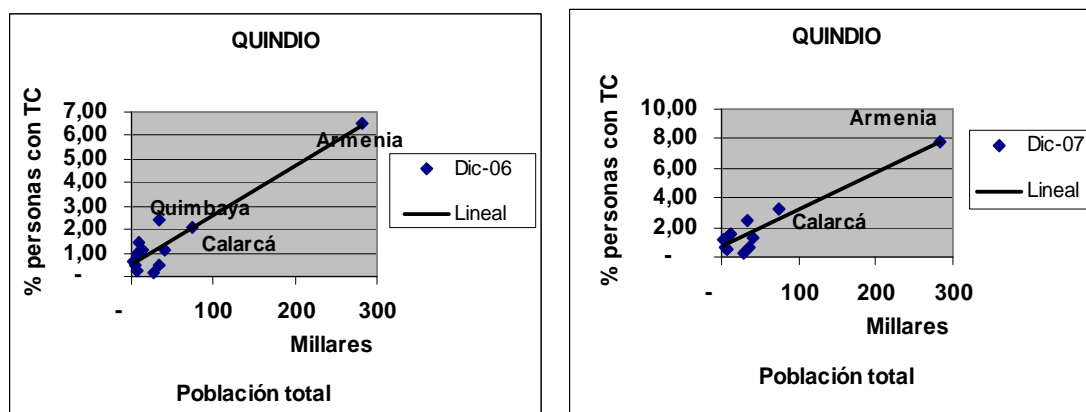 QUINDIO
% personas con TC
7,00
6,00
5,00
4,00
3,00
2,00
1,00
-
Armenia
Quimbaya
Calarcá
- 100 200 300
Millares
Población total
Dic-06
Lineal
QUINDIO
% personas con TC
10,00
8,00
6,00
4,00
2,00
-
Armenia
Calarcá
- 100 200 300
Millares
Población total
Dic-07
Lineal